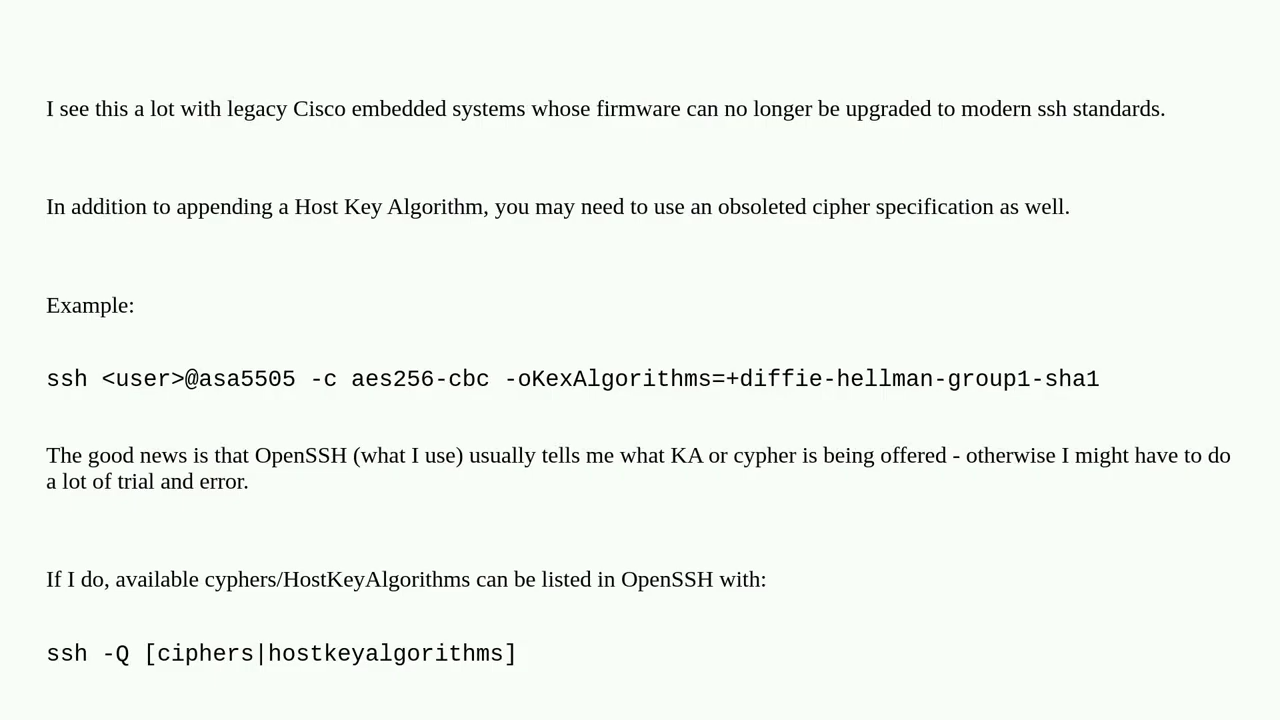 I see this a lot with legacy Cisco embedded systems whose firmware can no longer be upgraded to modern ssh standards.
In addition to appending a Host Key Algorithm, you may need to use an obsoleted cipher specification as well.
Example:
ssh <user>@asa5505 -c aes256-cbc -oKexAlgorithms=+diffie-hellman-group1-sha1
The good news is that OpenSSH (what I use) usually tells me what KA or cypher is being offered - otherwise I might have to do
a lot of trial and error.
If I do, available cyphers/HostKeyAlgorithms can be listed in OpenSSH with:
ssh -Q [ciphers|hostkeyalgorithms]